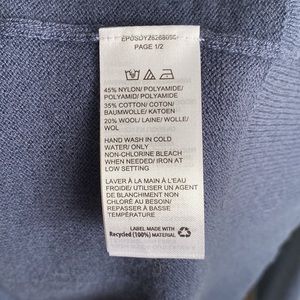 PAGE 1/2
45% NYLON/ POLYAMIDE/
POLYAMID/ POLYAMIDE
35% COTTON/ COTON/
BAUMWOLLE/ KATOEN
20% WOOL/ LAINE/ WOLLE/
WOL
HAND WASH IN COLD
WATER/ ONLY
NON-CHLORINE BLEACH
WHEN NEEDED/ IRON AT
LOW SETTING
LAVER À LA MAIN À L'EAU
FROIDE/ UTILISER UN AGENT
DE BLANCHIMENT NON
CHLORÉ AU BESOIN/
REPASSER À BASSE
TEMPÉRATURE
LABEL MADE WITH
Recycled (100%) MATERIAL